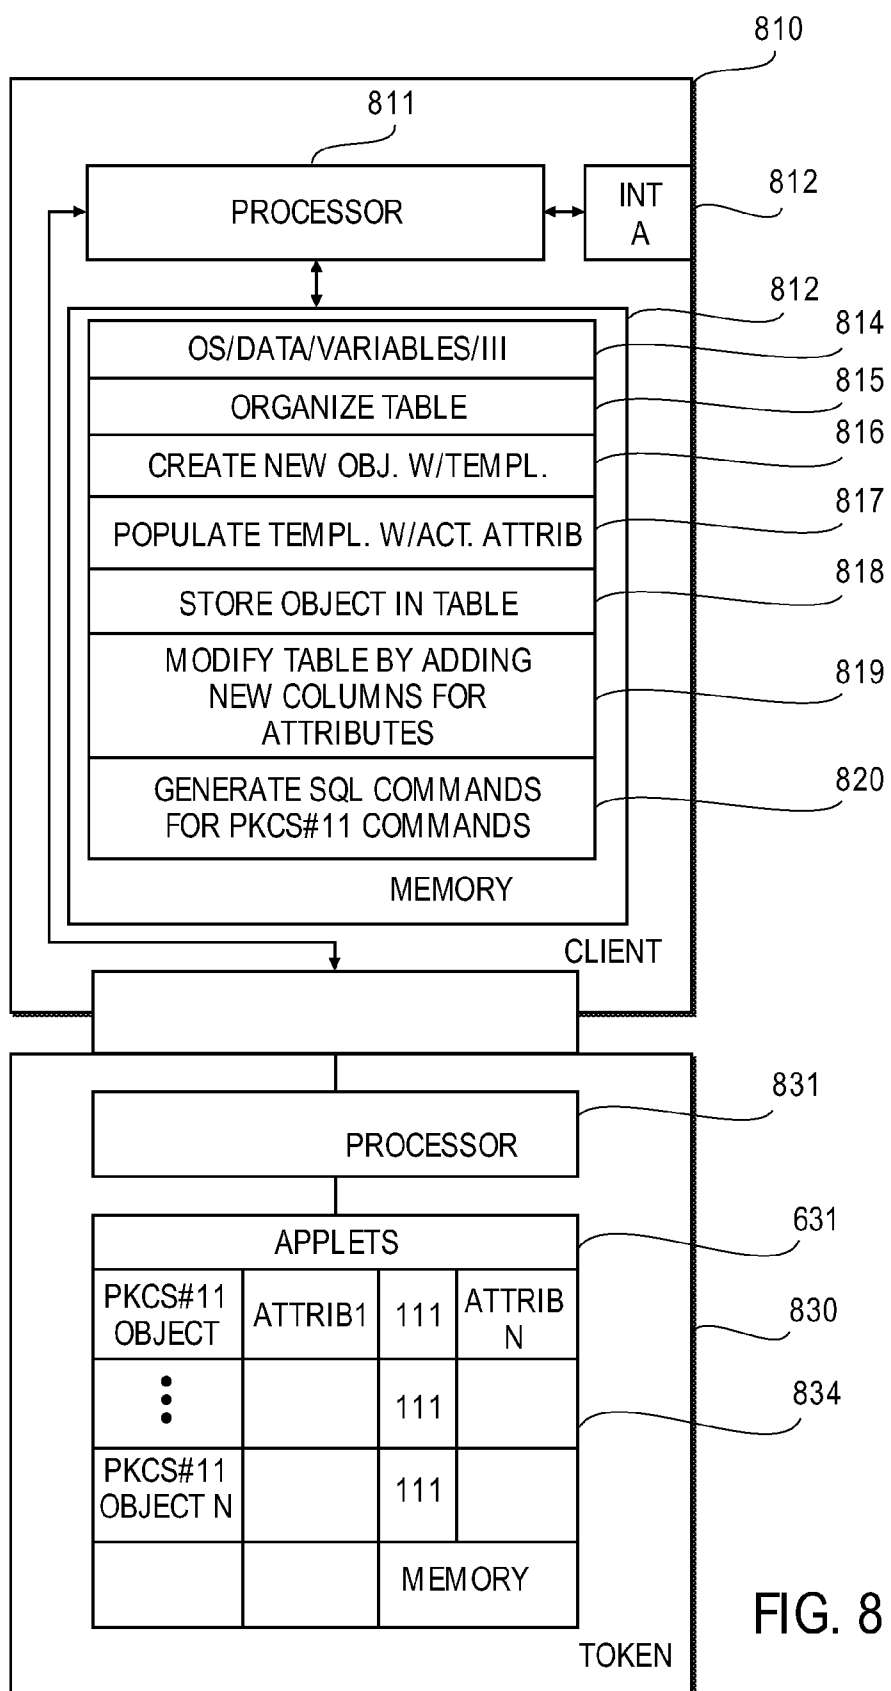 810
811
PROCESSOR
INT
A
812
812
OS/DATA/VARIABLES/III
814
ORGANIZE TABLE
815
CREATE NEW OBJ. W/TEMPL.
816
POPULATE TEMPL. W/ACT. ATTRIB
817
STORE OBJECT IN TABLE
818
MODIFY TABLE BY ADDING
NEW COLUMNS FOR
ATTRIBUTES
819
GENERATE SQL COMMANDS
FOR PKCS#11 COMMANDS
820
MEMORY
CLIENT
831
PROCESSOR
APPLETS
631
PKCS#11
OBJECT
ATTRIB1
111
ATTRIB
N
830
111
834
PKCS#11
OBJECT N
111
MEMORY
TOKEN
FIG. 8